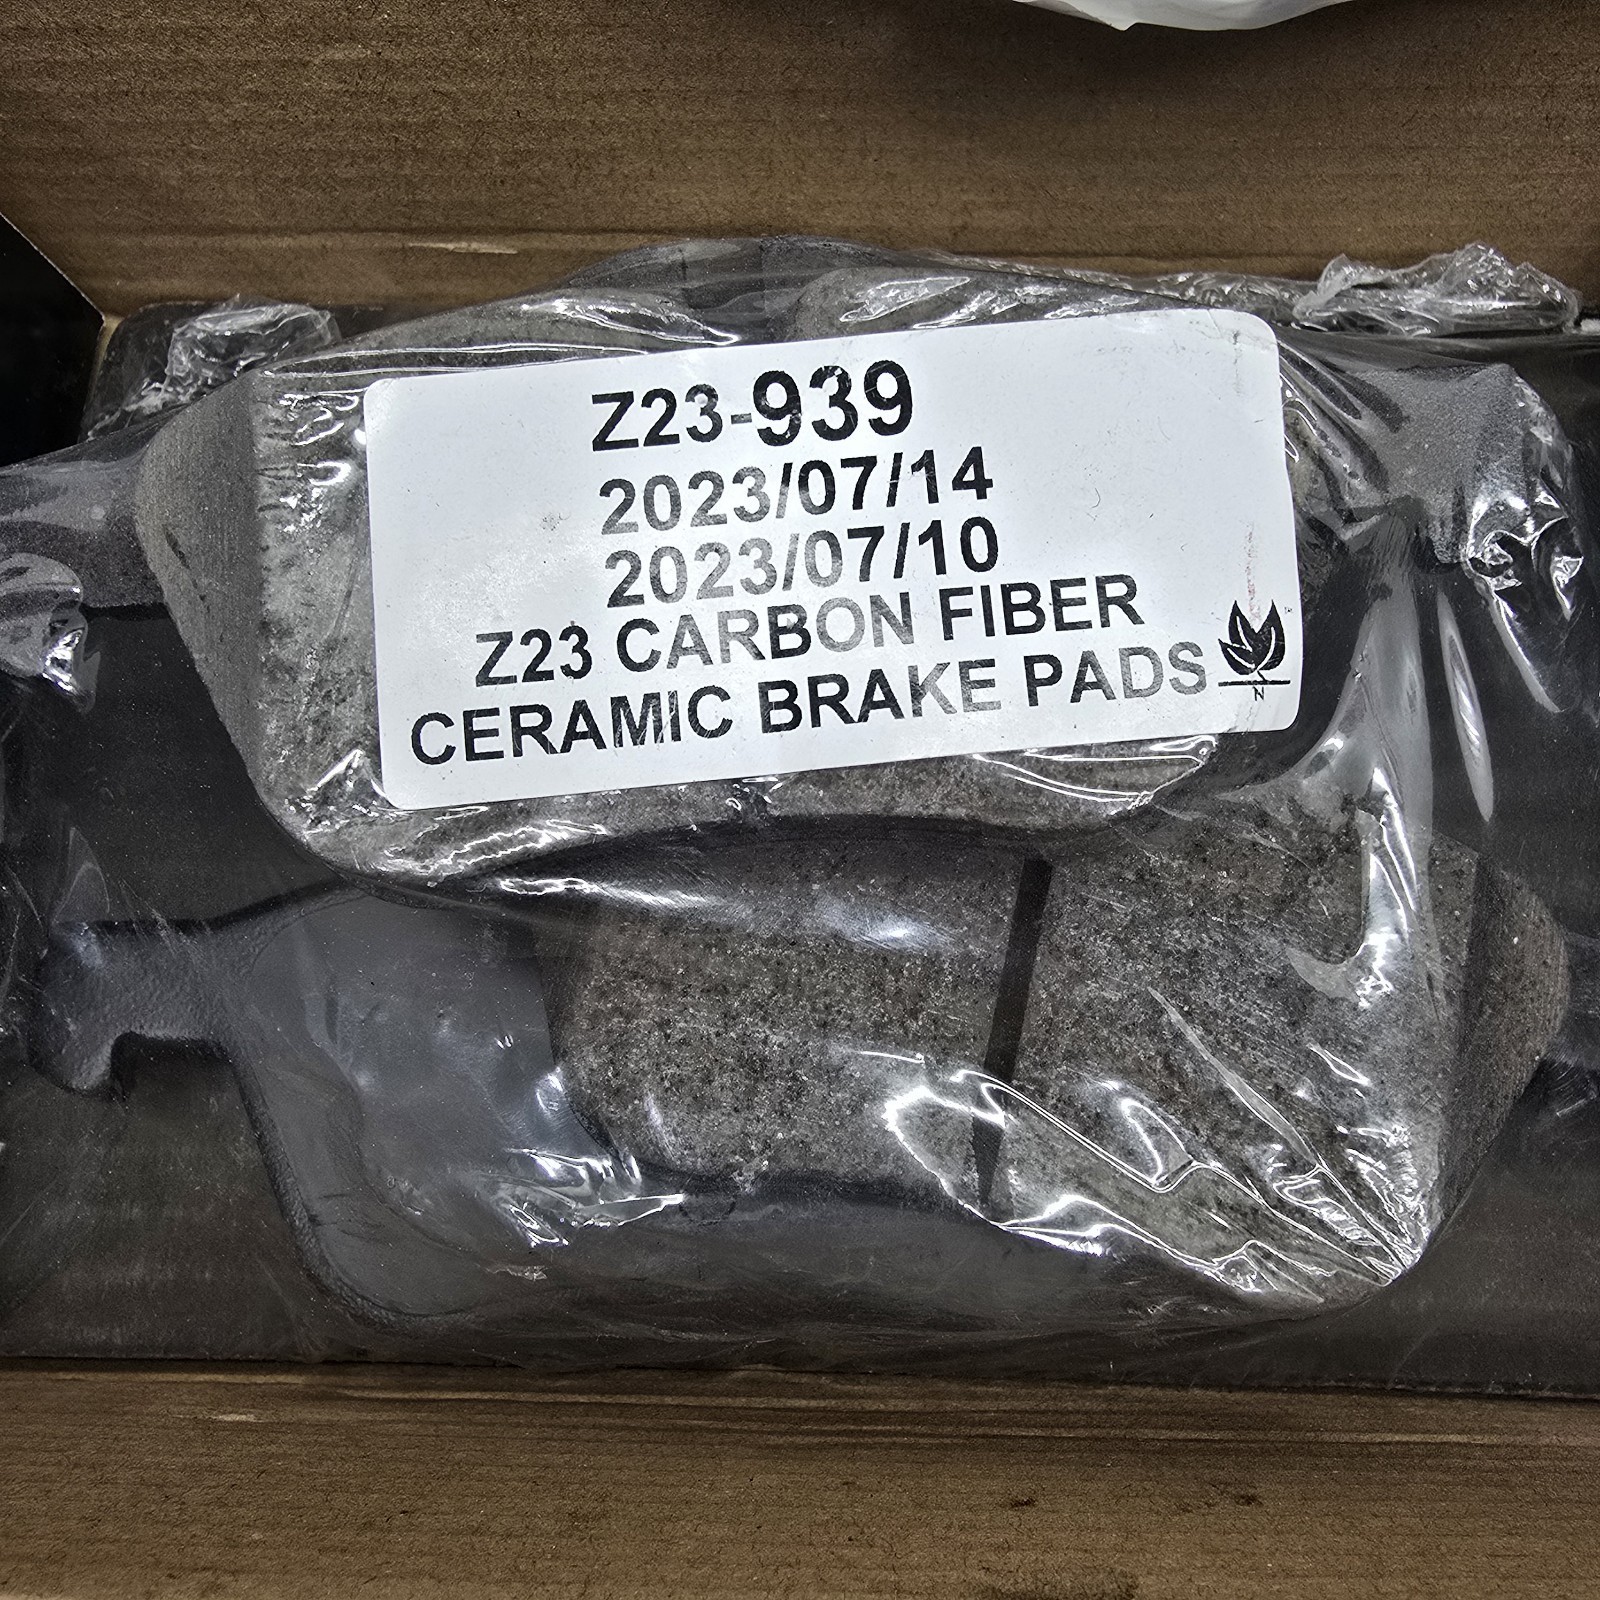 Z23-939
2023/07/14
2023/07/10
Z23 CARBON FIBER
CERAMIC BRAKE PADS
N